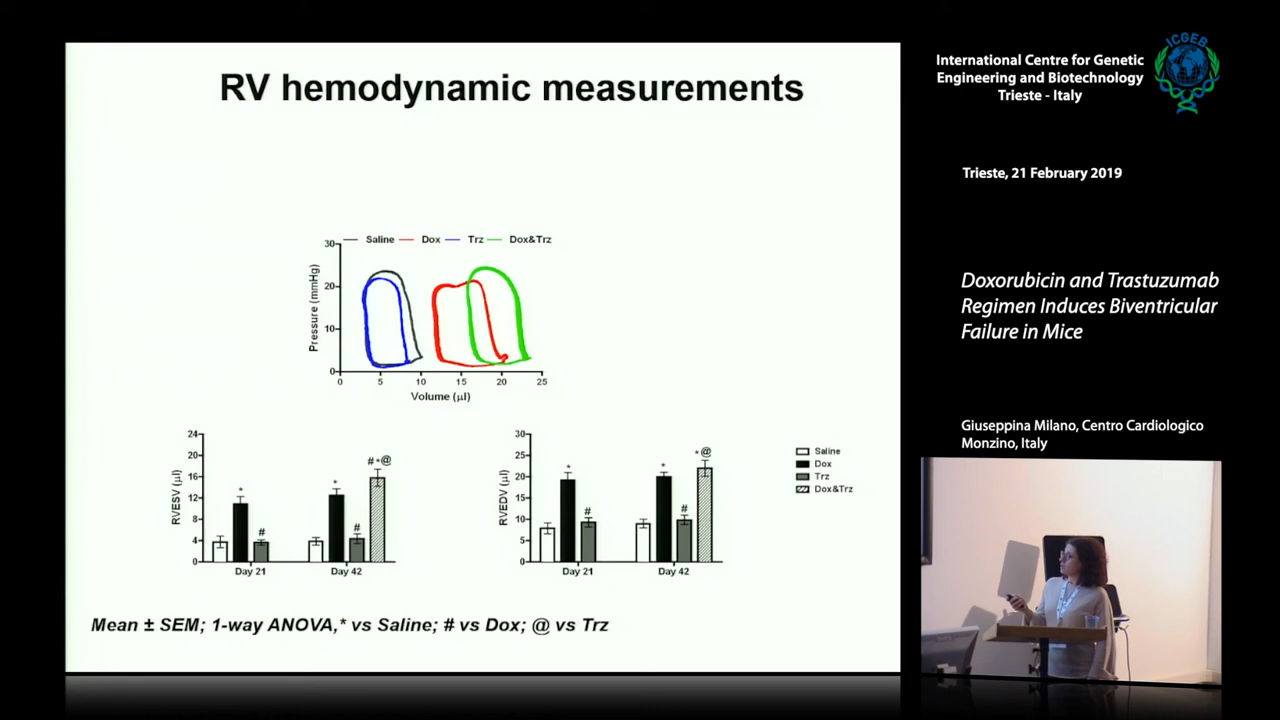 RV hemodynamic measurements
Saline Dox Trz Dox&Trz
30
20
10
0
Pressure (mmHg)
0 5 10 15 20 25
Volume (µl)
24
20
16
12
8
4
0
RVESV (µl)
* # * # #*@
Day 21 Day 42
30
25
20
15
10
5
0
RVEDV (µl)
* # * # *@
Day 21 Day 42
Saline
Dox
Trz
Dox&Trz
Mean ± SEM; 1-way ANOVA,* vs Saline; # vs Dox; @ vs Trz
International Centre for Genetic
Engineering and Biotechnology
Trieste - Italy
ICGEB
Trieste, 21 February 2019
Doxorubicin and Trastuzumab
Regimen Induces Biventricular
Failure in Mice
Giuseppina Milano, Centro Cardiologico
Monzino, Italy